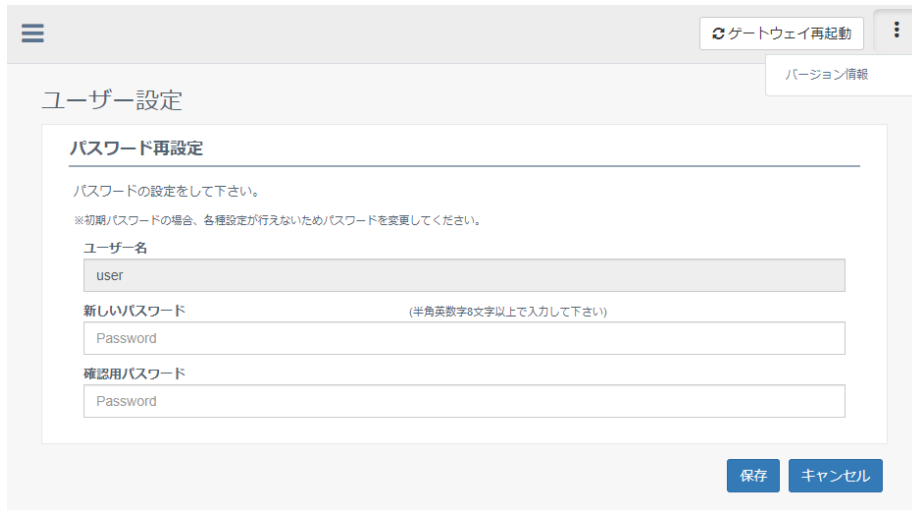 ゲートウェイ再起動
バージョン情報
ユーザー設定
パスワード再設定
パスワードの設定をして下さい。
※初期パスワードの場合、各種設定が行えないためパスワードを変更してください。
ユーザー名
user
新しいパスワード (半角英数字8文字以上で入力して下さい)
Password
確認用パスワード
Password
保存 キャンセル